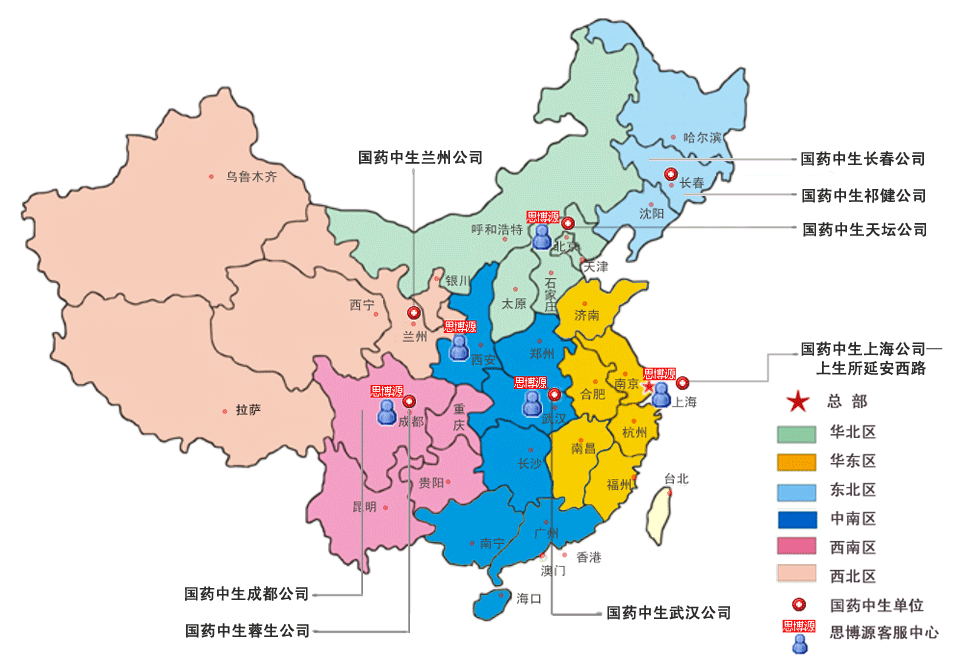 哈尔滨
国药中生兰州公司
国药中生长春公司
乌鲁木齐
长春
国药中生祁健公司
沈阳
思博源
呼和浩特
国药中生天坛公司
北京
天津
银川
石家庄
太原
西宁
济南
兰州
思博源
西安
郑州
国药中生上海公司—
上生所延安西路
思博源
南京
思博源
思博源
合肥
上海
总 部
拉萨
成都
重庆
武汉
杭州
华北区
南昌
华东区
长沙
贵阳
福州
台北
东北区
昆明
中南区
广州
南宁
西南区
香港
澳门
西北区
国药中生成都公司
海口
国药中生单位
国药中生武汉公司
国药中生蓉生公司
思博源
思博源客服中心